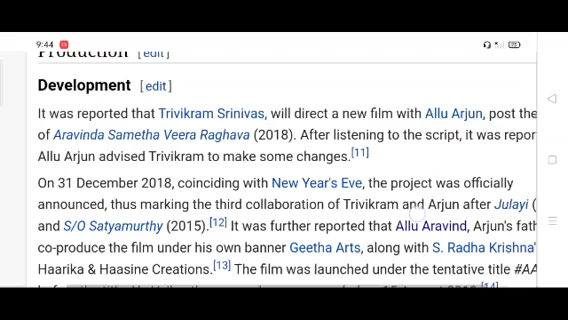 9:44
Production [edit]
Development [edit]
It was reported that Trivikram Srinivas, will direct a new film with Allu Arjun, post the
of Aravinda Sametha Veera Raghava (2018). After listening to the script, it was repor
Allu Arjun advised Trivikram to make some changes.[11]
On 31 December 2018, coinciding with New Year's Eve, the project was officially
announced, thus marking the third collaboration of Trivikram and Arjun after Julayi (
and S/O Satyamurthy (2015).[12] It was further reported that Allu Aravind, Arjun's fath
co-produce the film under his own banner Geetha Arts, along with S. Radha Krishna'
Haarika & Haasine Creations.[13] The film was launched under the tentative title #AA
[14]